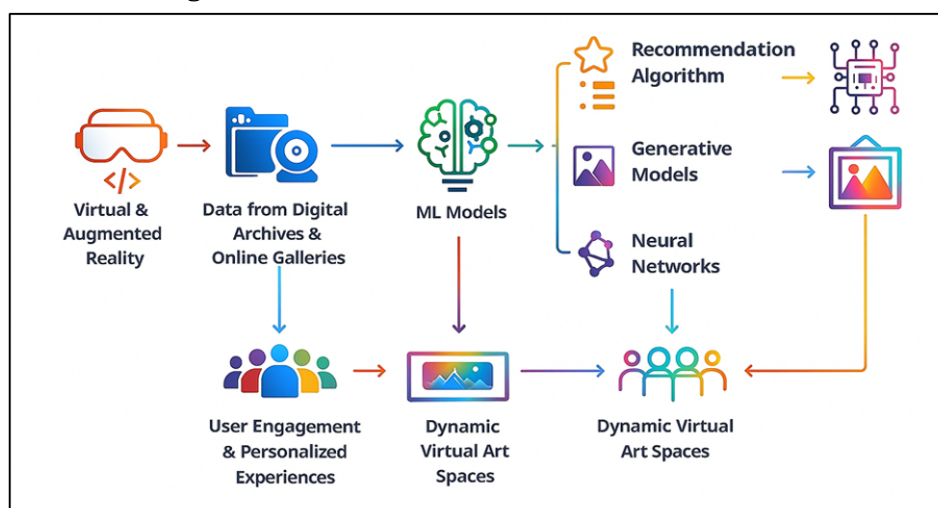 Recommendation
Algorithm
</>
Virtual &
Augmented
Reality
Data from Digital
Archives &
Online Galleries
ML Models
Generative
Models
Neural
Networks
User Engagement
& Personalized
Experiences
Dynamic
Virtual Art
Spaces
Dynamic Virtual
Art Spaces